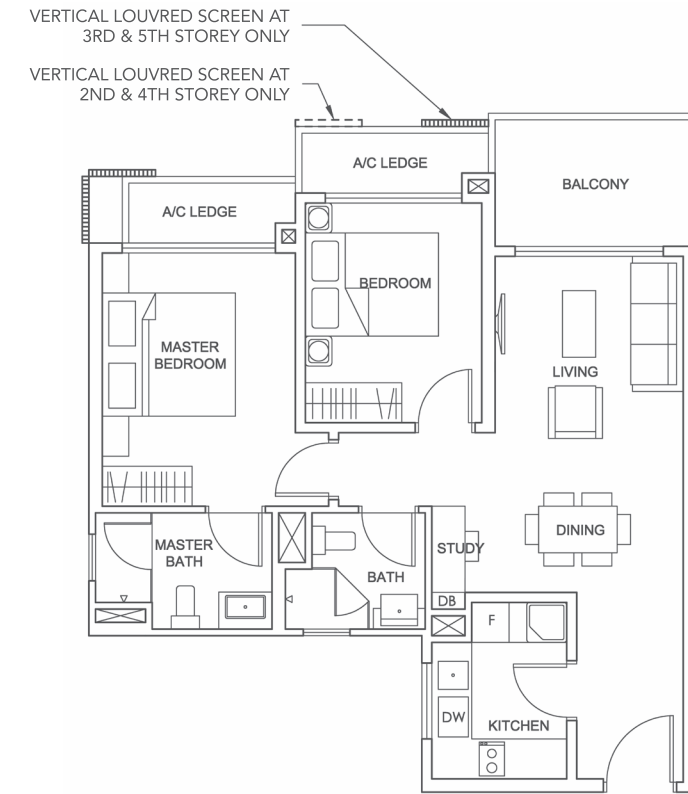 VERTICAL LOUVRED SCREEN AT
3RD & 5TH STOREY ONLY
VERTICAL LOUVRED SCREEN AT
2ND & 4TH STOREY ONLY
A/C LEDGE
BALCONY
A/C LEDGE
BEDROOM
MASTER
BEDROOM
LIVING
DINING
STUDY
MASTER
BATH
BATH
DB
F
DW
KITCHEN